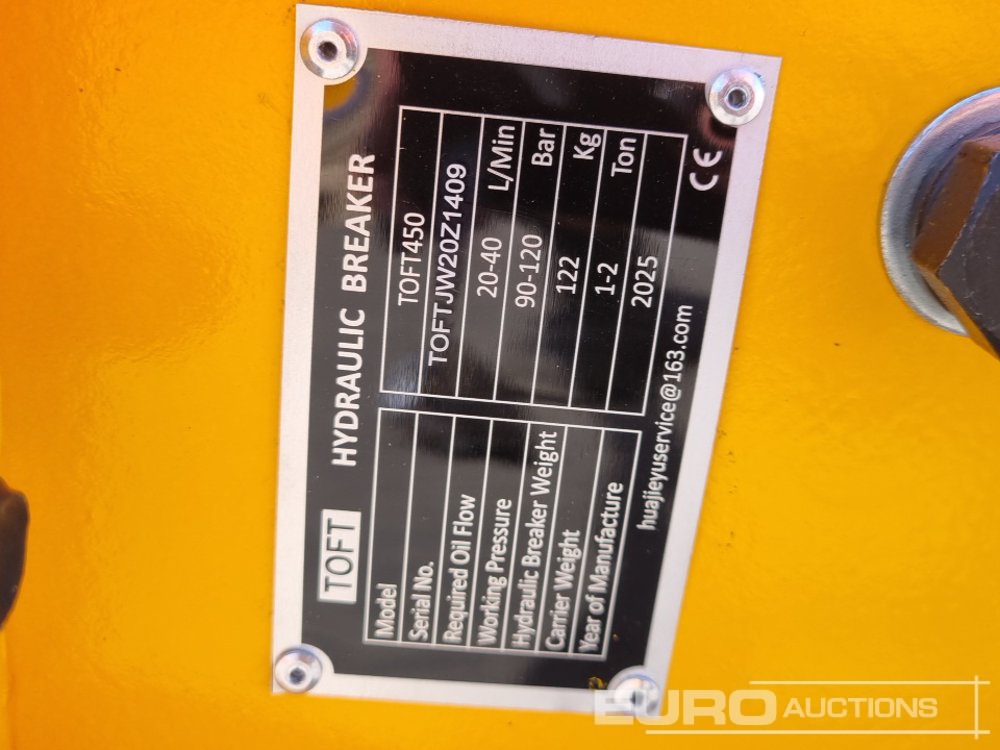 TOFT HYDRAULIC BREAKER
Model TOFT450
Serial No. TOFTJW20Z1409
Required Oil Flow 20-40 L/Min
Working Pressure 90-120 Bar
Hydraulic Breaker Weight 122 Kg
Carrier Weight 1-2 Ton
Year of Manufacture 2025
huajieyuservice@163.com CE
EURO AUCTIONS